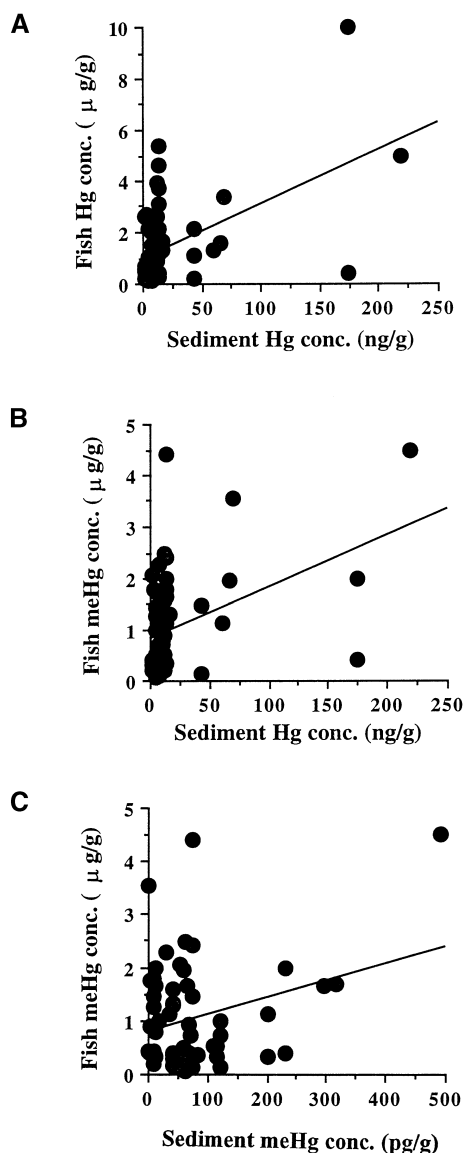 A
10
8
6
4
2
0
Fish Hg conc. ( μ g/g)
0 50 100 150 200 250
Sediment Hg conc. (ng/g)
B
5
4
3
2
1
0
Fish meHg conc. ( μ g/g)
0 50 100 150 200 250
Sediment Hg conc. (ng/g)
C
5
4
3
2
1
0
Fish meHg conc. ( μ g/g)
0 100 200 300 400 500
Sediment meHg conc. (pg/g)